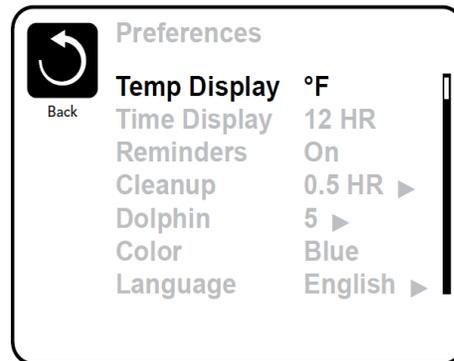 Preferences
Back
Temp Display °F
Time Display 12 HR
Reminders On
Cleanup 0.5 HR ▶
Dolphin 5 ▶
Color Blue
Language English ▶